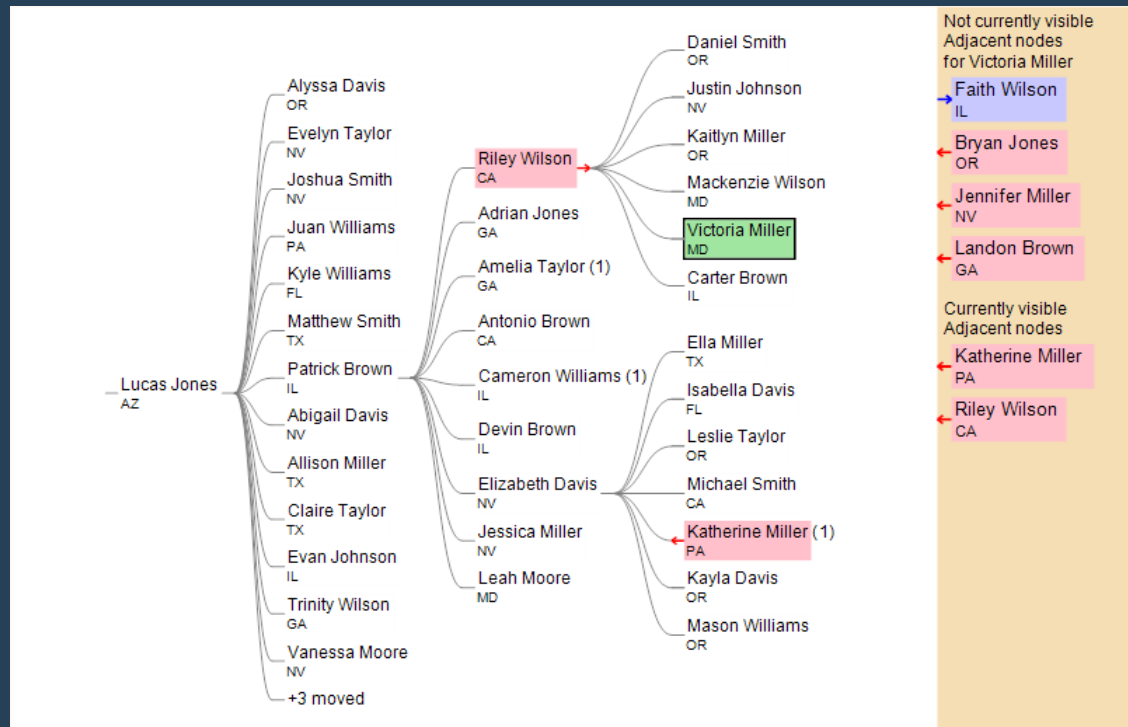 Lucas Jones
AZ
Alyssa Davis
OR
Evelyn Taylor
NV
Joshua Smith
NV
Juan Williams
PA
Kyle Williams
FL
Matthew Smith
TX
Patrick Brown
IL
Abigail Davis
NV
Allison Miller
TX
Claire Taylor
TX
Evan Johnson
IL
Trinity Wilson
GA
Vanessa Moore
NV
+3 moved
Riley Wilson
CA
Adrian Jones
GA
Amelia Taylor (1)
GA
Antonio Brown
CA
Cameron Williams (1)
IL
Devin Brown
IL
Elizabeth Davis
NV
Jessica Miller
NV
Leah Moore
MD
Daniel Smith
OR
Justin Johnson
NV
Kaitlyn Miller
OR
Mackenzie Wilson
MD
Victoria Miller
MD
Carter Brown
IL
Ella Miller
TX
Isabella Davis
FL
Leslie Taylor
OR
Michael Smith
CA
Katherine Miller (1)
PA
Kayla Davis
OR
Mason Williams
OR
Not currently visible
Adjacent nodes
for Victoria Miller
Faith Wilson
IL
Bryan Jones
OR
Jennifer Miller
NV
Landon Brown
GA
Currently visible
Adjacent nodes
Katherine Miller
PA
Riley Wilson
CA